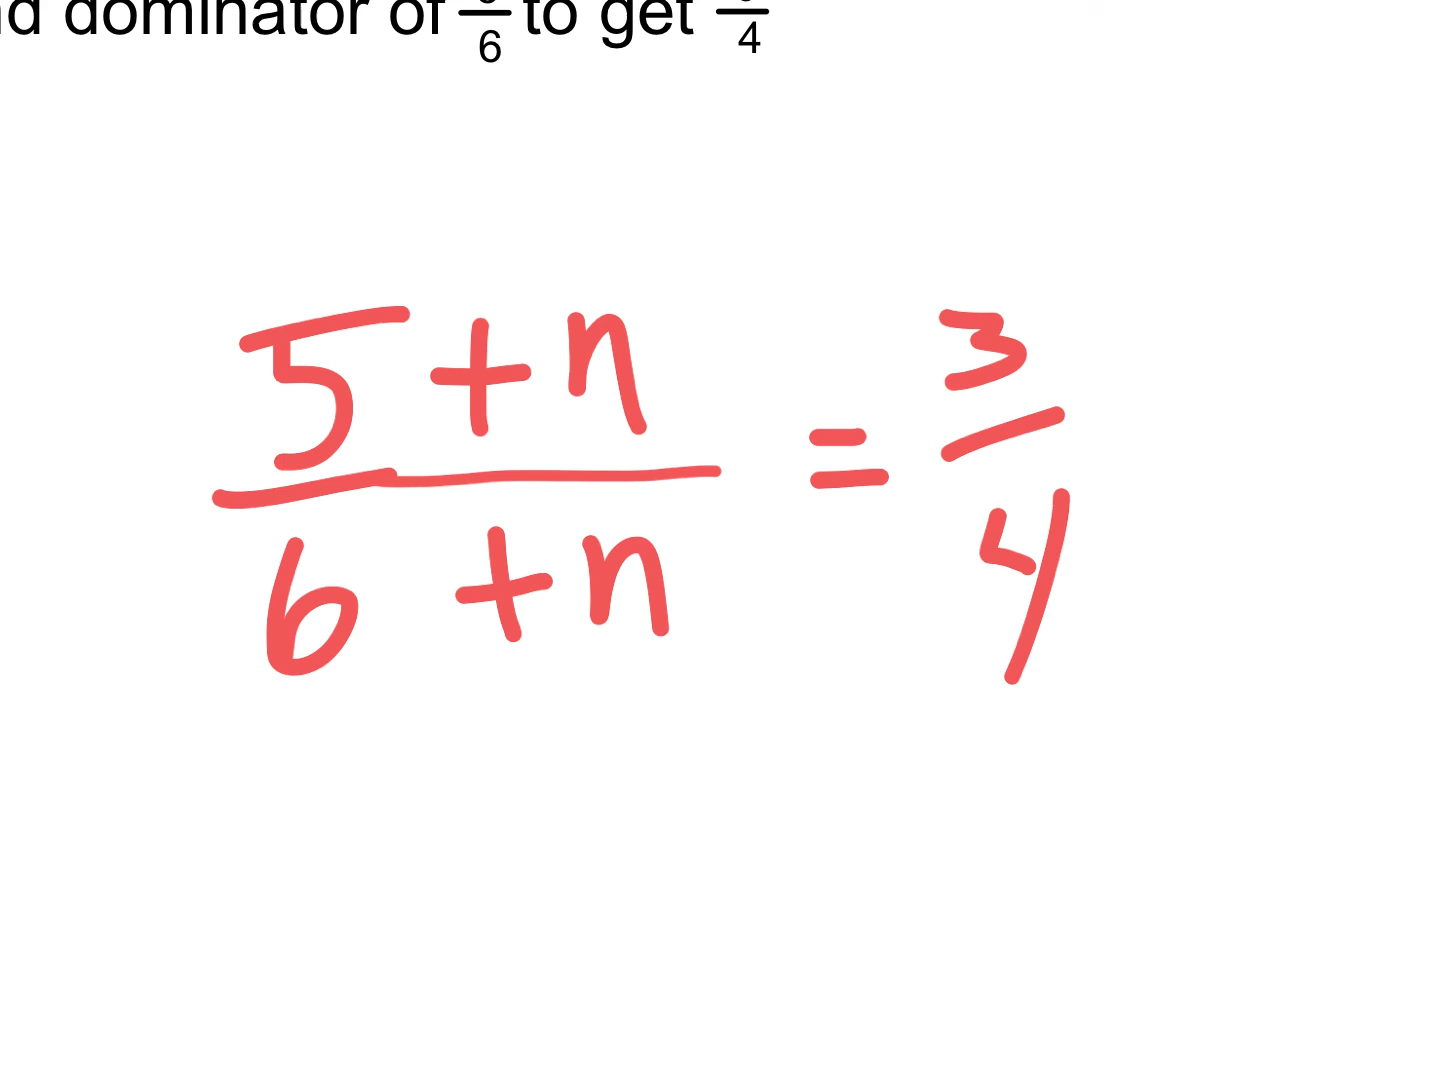 d dominator of /6 to get /4
5+n/6+n = 3/4